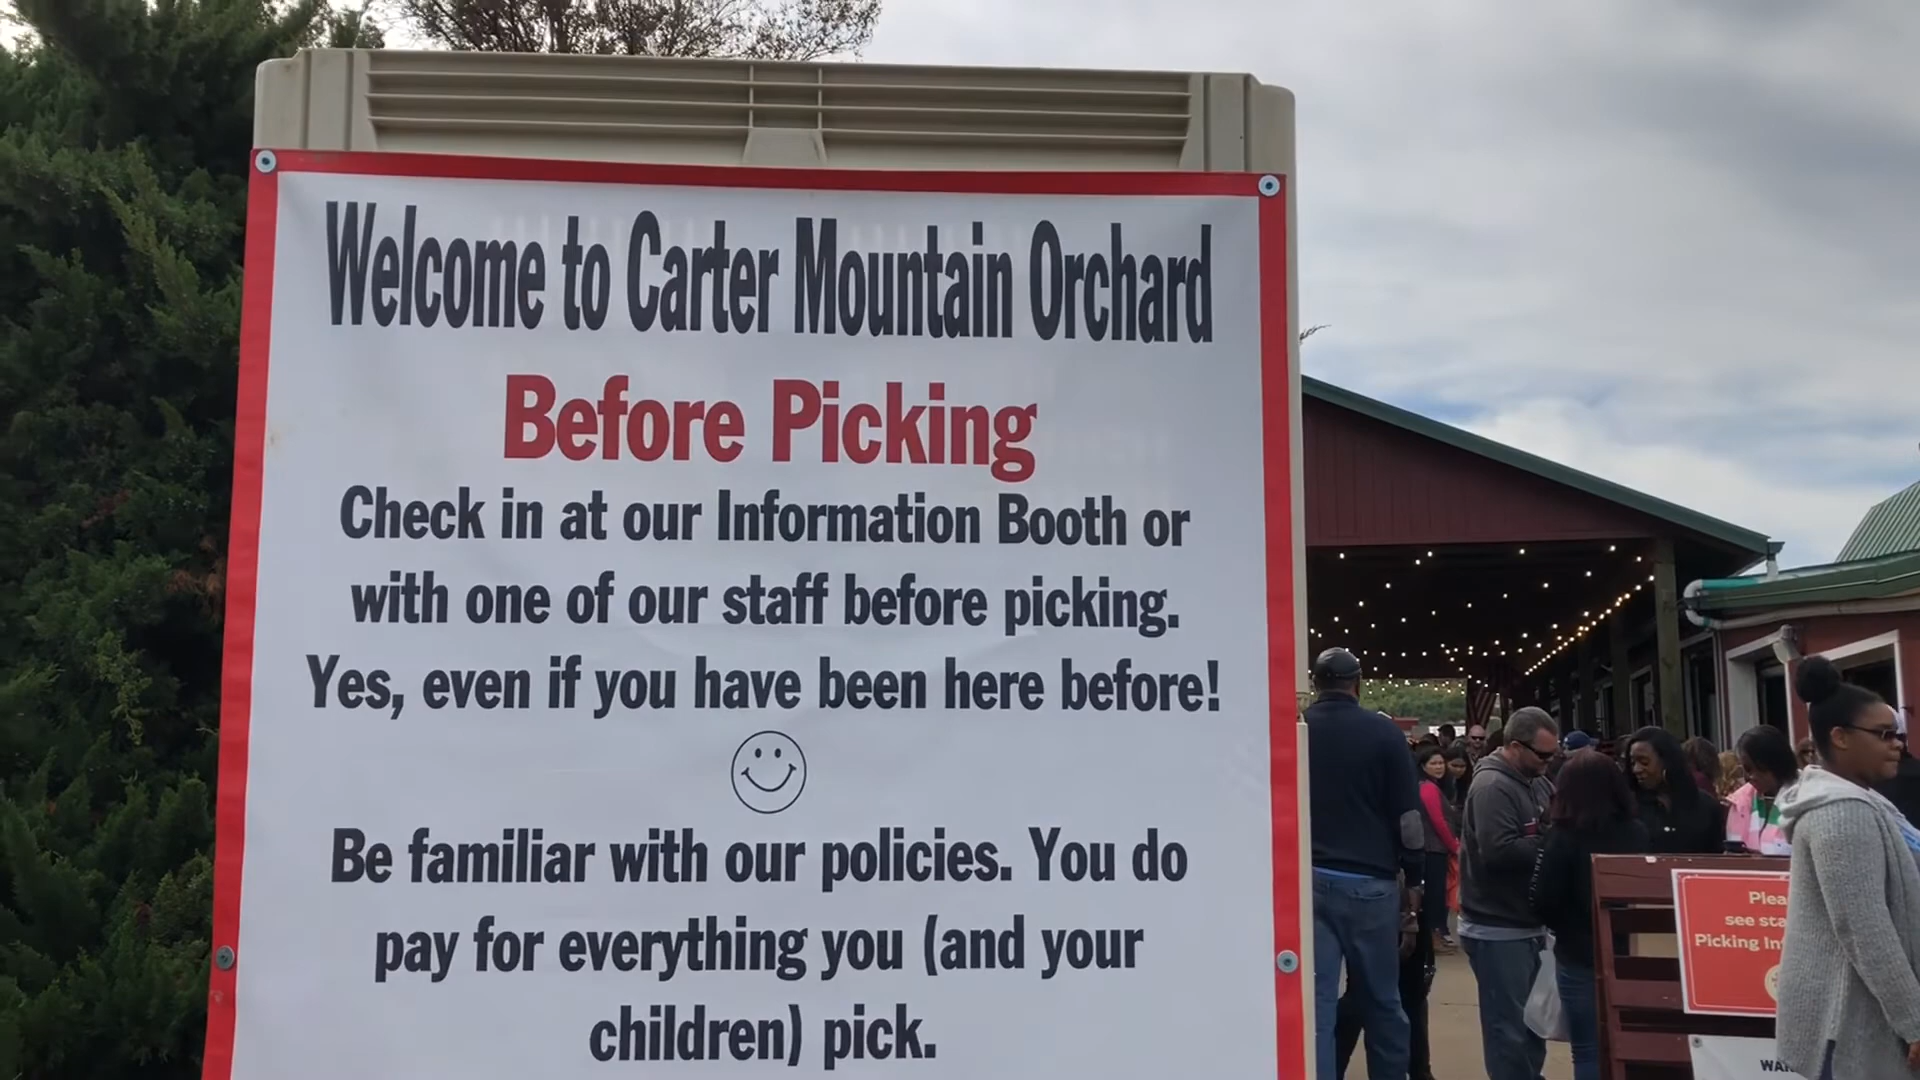 Welcome to Carter Mountain Orchard
Before Picking
Check in at our Information Booth or
with one of our staff before picking.
Yes, even if you have been here before!
Be familiar with our policies. You do
pay for everything you (and your
children) pick.
see
Picking